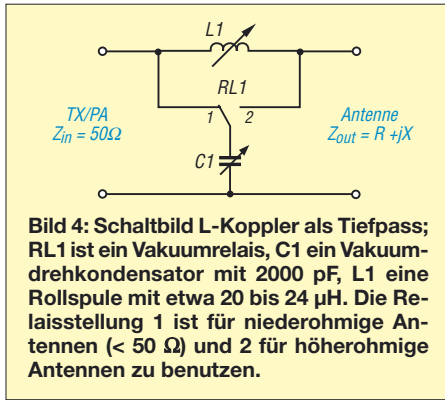 L1
RL1
TX/PA
Zin = 50Ω
1
2
Antenne
Zout = R +jX
C1
Bild 4: Schaltbild L-Koppler als Tiefpass;
RL1 ist ein Vakuumrelais, C1 ein Vakuum-
drehkondensator mit 2000 pF, L1 eine
Rollspule mit etwa 20 bis 24 µH. Die Re-
laisstellung 1 ist für niederohmige An-
tennen (< 50 Ω) und 2 für höherohmige
Antennen zu benutzen.